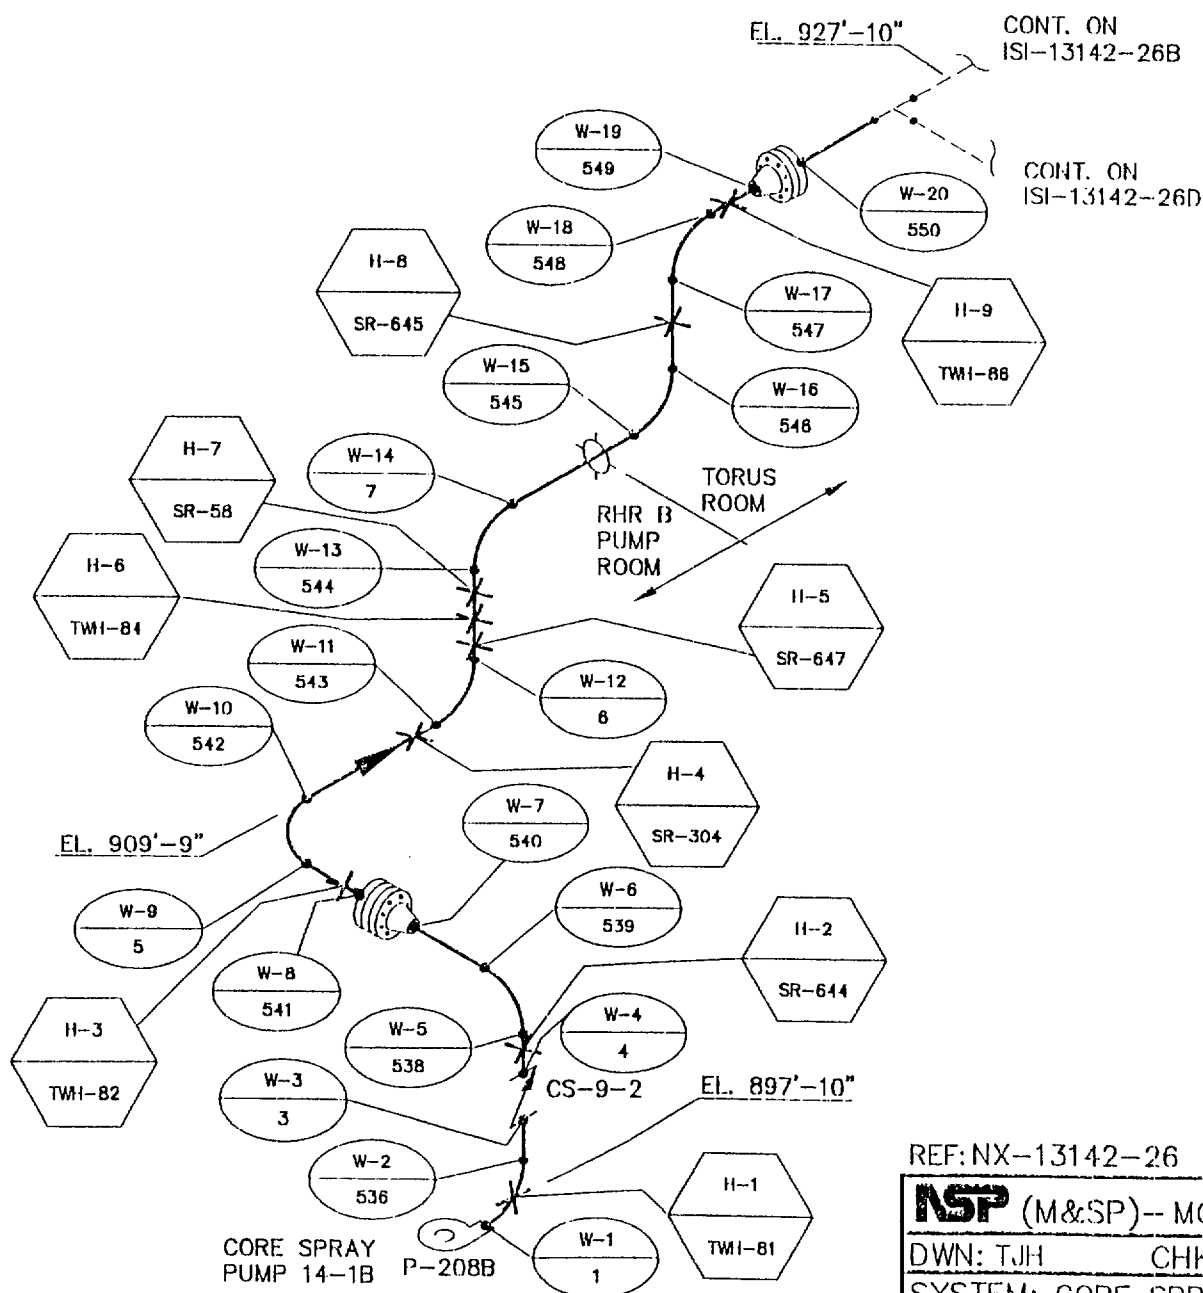 EL. 927'-10"
CONT. ON
ISI-13142-26B
W-19
549
CONT. ON
ISI-13142-26D
W-20
550
W-18
548
H-8
SR-645
W-17
547
H-9
TWH-88
W-15
545
W-16
546
H-7
SR-58
W-14
7
TORUS
ROOM
RHR B
PUMP
ROOM
W-13
544
H-6
TWH-84
H-5
SR-647
W-11
543
W-12
6
W-10
542
H-4
SR-304
W-7
540
EL. 909'-9"
W-6
539
W-9
5
H-2
SR-644
W-8
541
W-4
4
H-3
TWH-82
W-5
538
W-3
3
CS-9-2
EL. 897'-10"
W-2
536
H-1
TWH-81
CORE SPRAY
PUMP 14-1B
P-208B
W-1
1
REF: NX-13142-26
NSP (M&SP)-- MO
DWN: TJH CHK